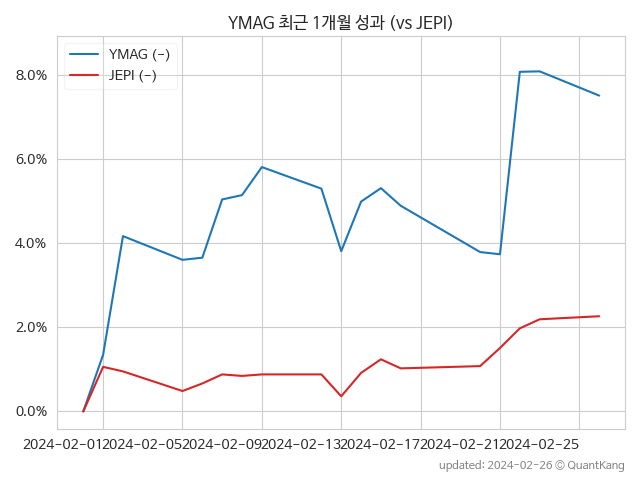 YMAG 최근 1개월 성과 (vs JEPI)
YMAG (-)
JEPI (-)
8.0%
6.0%
4.0%
2.0%
0.0%
2024-02-01 2024-02-05 2024-02-09 2024-02-13 2024-02-17 2024-02-21 2024-02-25
updated: 2024-02-26 © QuantKang